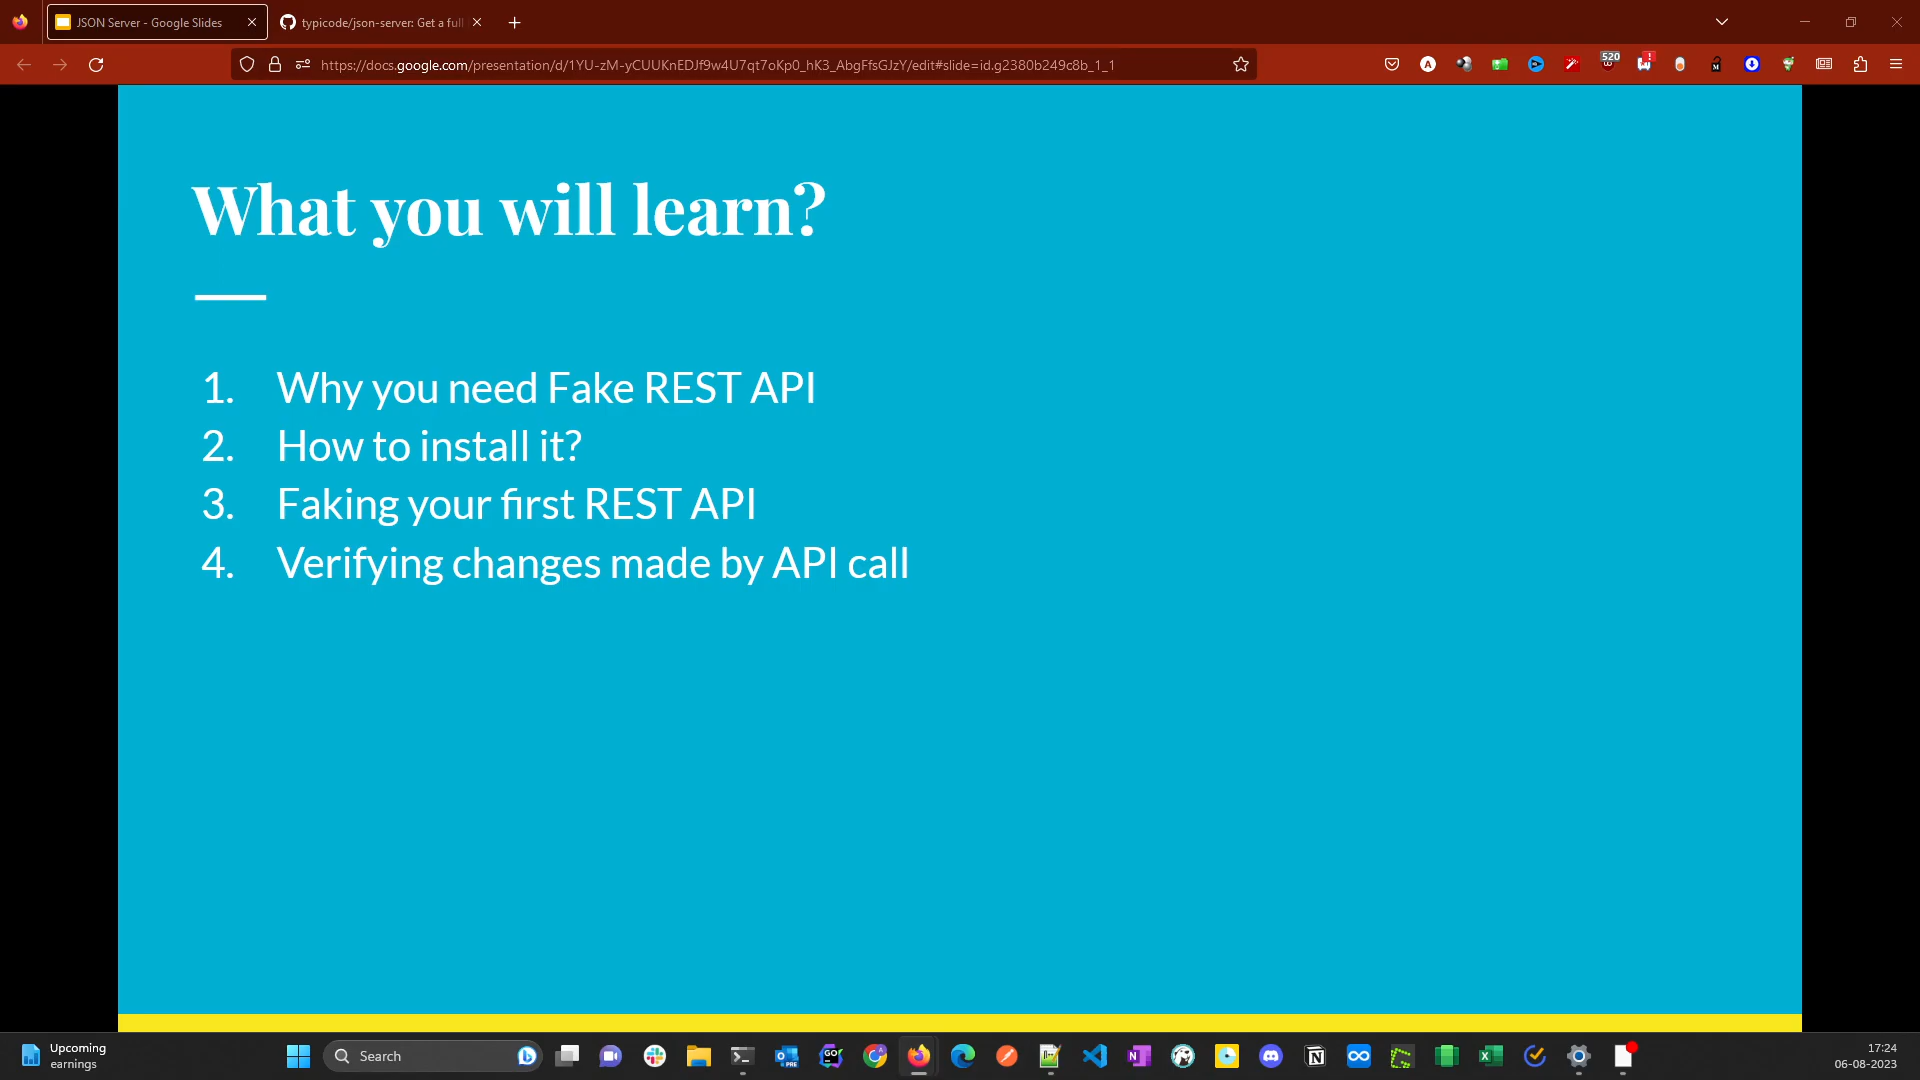 JSON Server - Google Slides
typicode/json-server: Get a full
https://docs.google.com/presentation/d/1YU-zM-yCUUKnEDJf9w4U7qt7oKp0_hK3_AbgFfsGJzY/edit#slide=id.g2380b249c8b_1_1
520
1
What you will learn?
1. Why you need Fake REST API
2. How to install it?
3. Faking your first REST API
4. Verifying changes made by API call
Upcoming
earnings
Search
17:24
06-08-2023